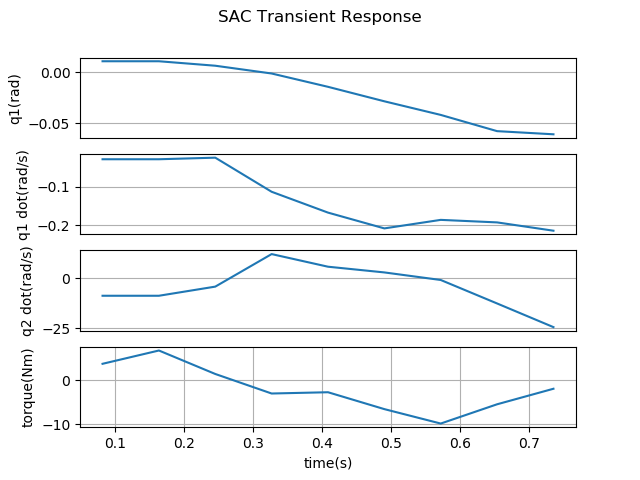 SAC Transient Response
q1(rad)
0.00
−0.05
q1 dot(rad/s)
−0.1
−0.2
q2 dot(rad/s)
0
−25
torque(Nm)
0
−10
0.1 0.2 0.3 0.4 0.5 0.6 0.7
time(s)